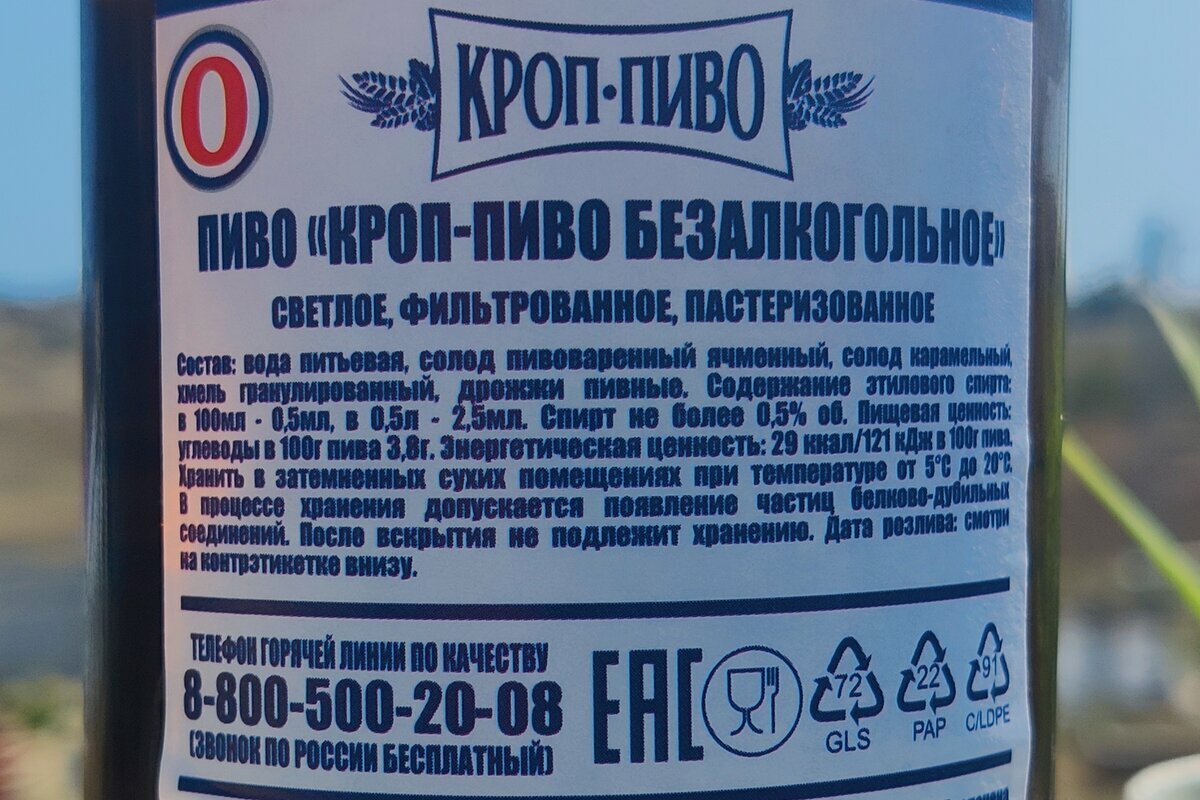 0
КРОП·ПИВО
ПИВО «КРОП-ПИВО БЕЗАЛКОГОЛЬНОЕ»
СВЕТЛОЕ, ФИЛЬТРОВАННОЕ, ПАСТЕРИЗОВАННОЕ
Состав: вода питьевая, солод пивоваренный ячменный, солод карамельный,
хмель гранулированный, дрожжи пивные. Содержание этилового спирта:
в 100мл - 0,5мл, в 0,5л - 2,5мл. Спирт не более 0,5% об. Пищевая ценность:
углеводы в 100г пива 3,8г. Энергетическая ценность: 29 ккал/121 кДж в 100г пива.
Хранить в затемненных сухих помещениях при температуре от 5°С до 20°С.
В процессе хранения допускается появление частиц белково-дубильных
соединений. После вскрытия не подлежит хранению. Дата розлива: смотри
на контрэтикетке внизу.
ТЕЛЕФОН ГОРЯЧЕЙ ЛИНИИ ПО КАЧЕСТВУ
8-800-500-20-08
(ЗВОНОК ПО РОССИИ БЕСПЛАТНЫЙ)
EAC
72
GLS
22
PAP
91
C/LDPE